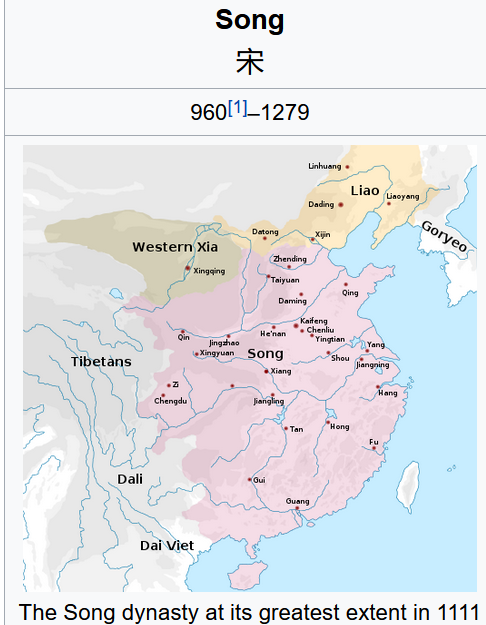 Song
宋
960[1]–1279
Linhuang
Liao
Dading
Liaoyang
Goryeo
Datong
Xijin
Western Xia
Zhending
Xingqing
Taiyuan
Qing
Daming
Kaifeng
Qin
He'nan
Chenliu
Jingzhao
Yingtian
Yang
Xingyuan
Song
Shou
Tibetans
Jiangning
Xiang
Zi
Hang
Chengdu
Jiangling
Tan
Hong
Fu
Dali
Gui
Guang
Dai Viet
The Song dynasty at its greatest extent in 1111